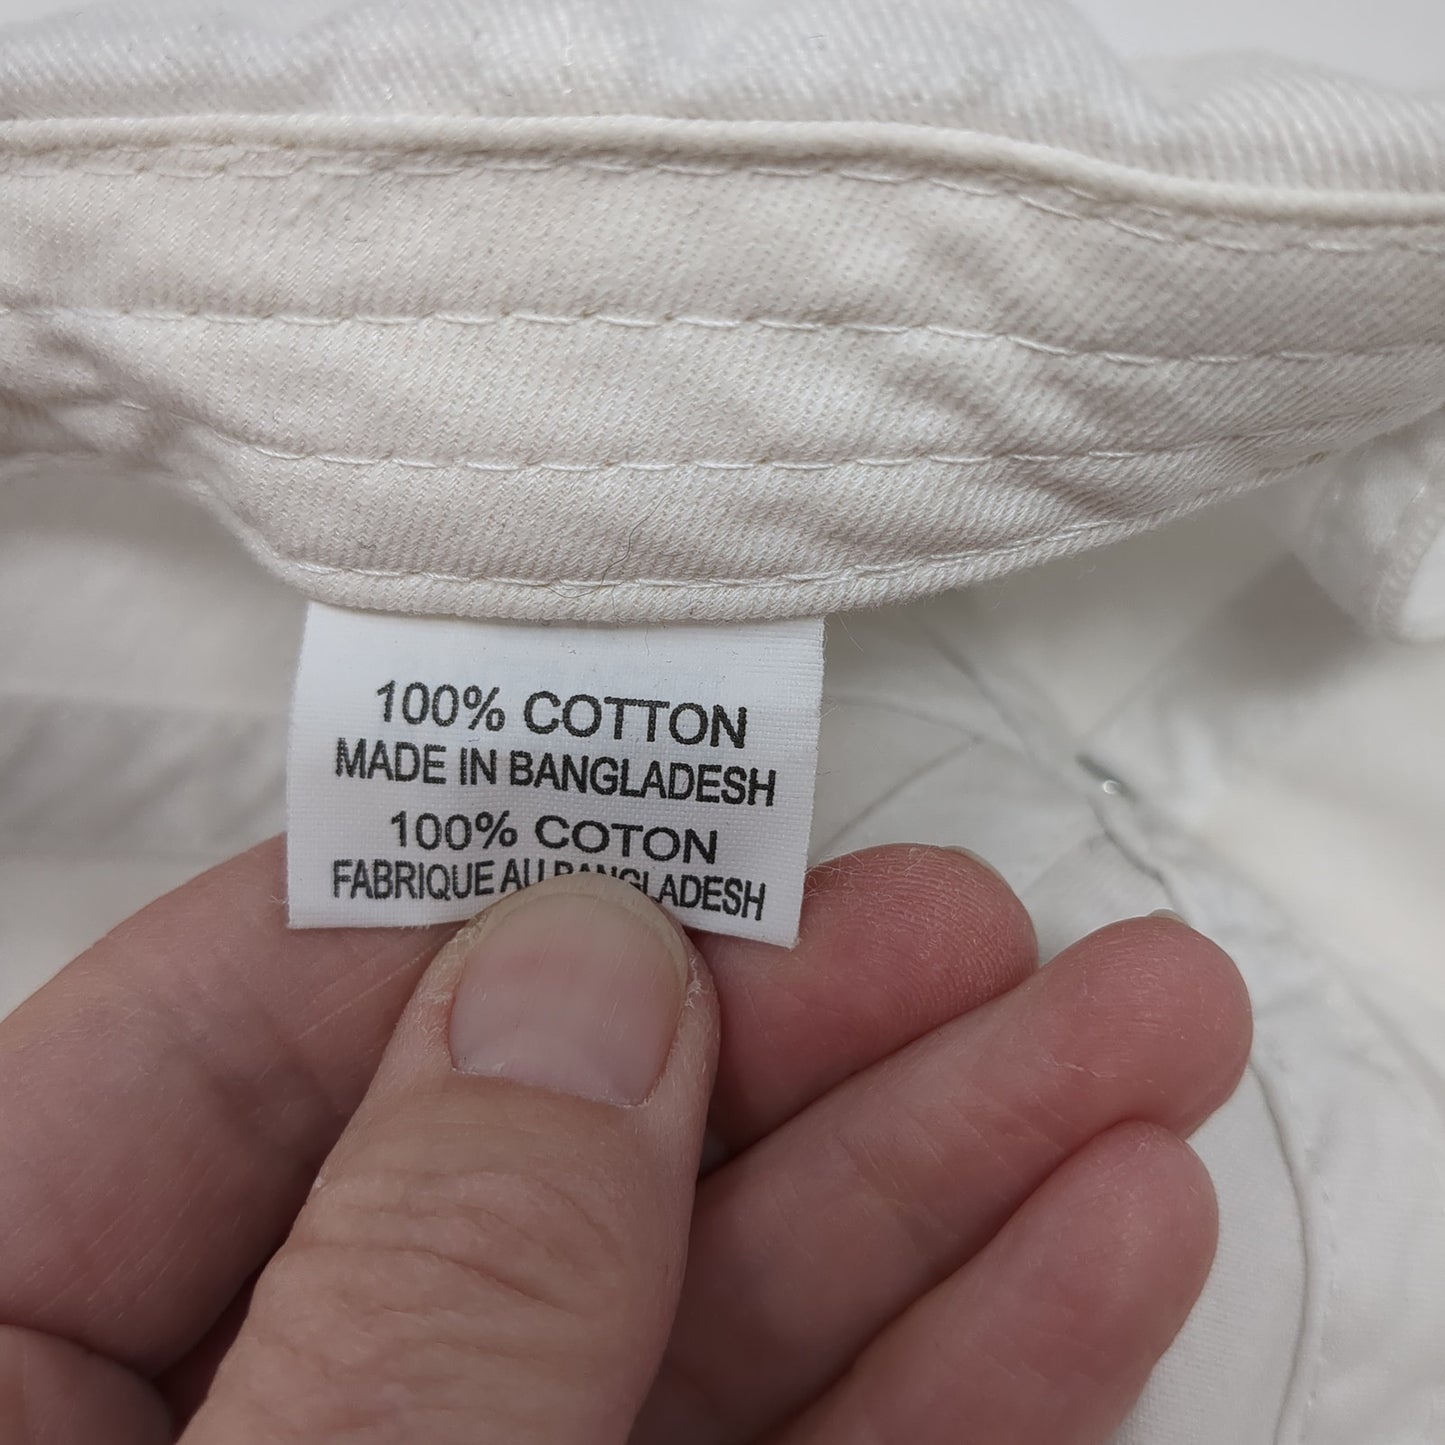 100% COTTON
MADE IN BANGLADESH
100% COTON
FABRIQUE AU BANGLADESH